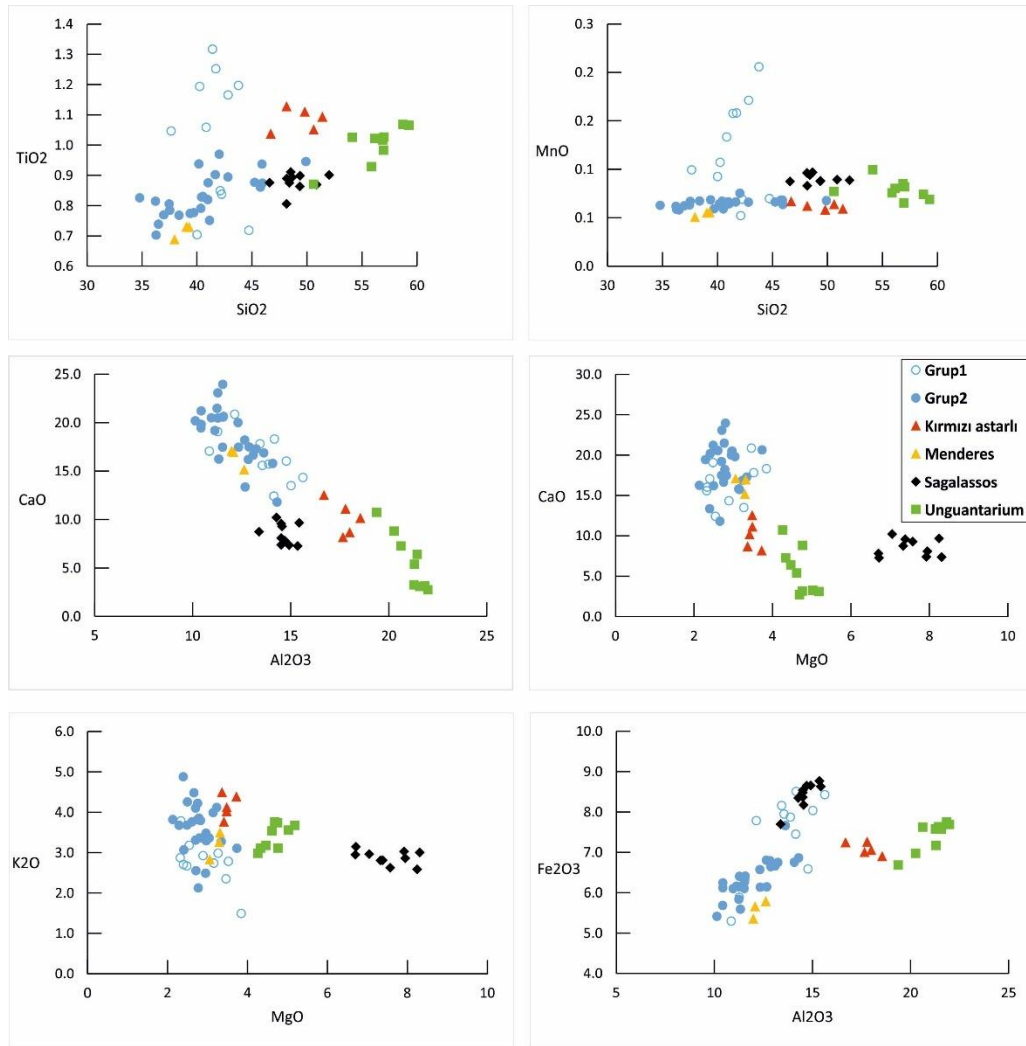 1.4
1.3
1.2
1.1
1.0
TiO2
0.9
0.8
0.7
0.6
30 35 40 45 50 55 60
SiO2
0.3
0.2
0.2
MnO
0.1
0.1
0.0
30 35 40 45 50 55 60
SiO2
25.0
20.0
15.0
CaO
10.0
5.0
0.0
5 10 15 20 25
Al2O3
30.0
25.0
20.0
CaO
15.0
10.0
5.0
0.0
0 2 4 6 8 10
MgO
Grup1
Grup2
Kırmızı astarlı
Menderes
Sagalassos
Unguantarium
6.0
5.0
4.0
K2O
3.0
2.0
1.0
0.0
0 2 4 6 8 10
MgO
10.0
9.0
8.0
Fe2O3
7.0
6.0
5.0
4.0
5 10 15 20 25
Al2O3